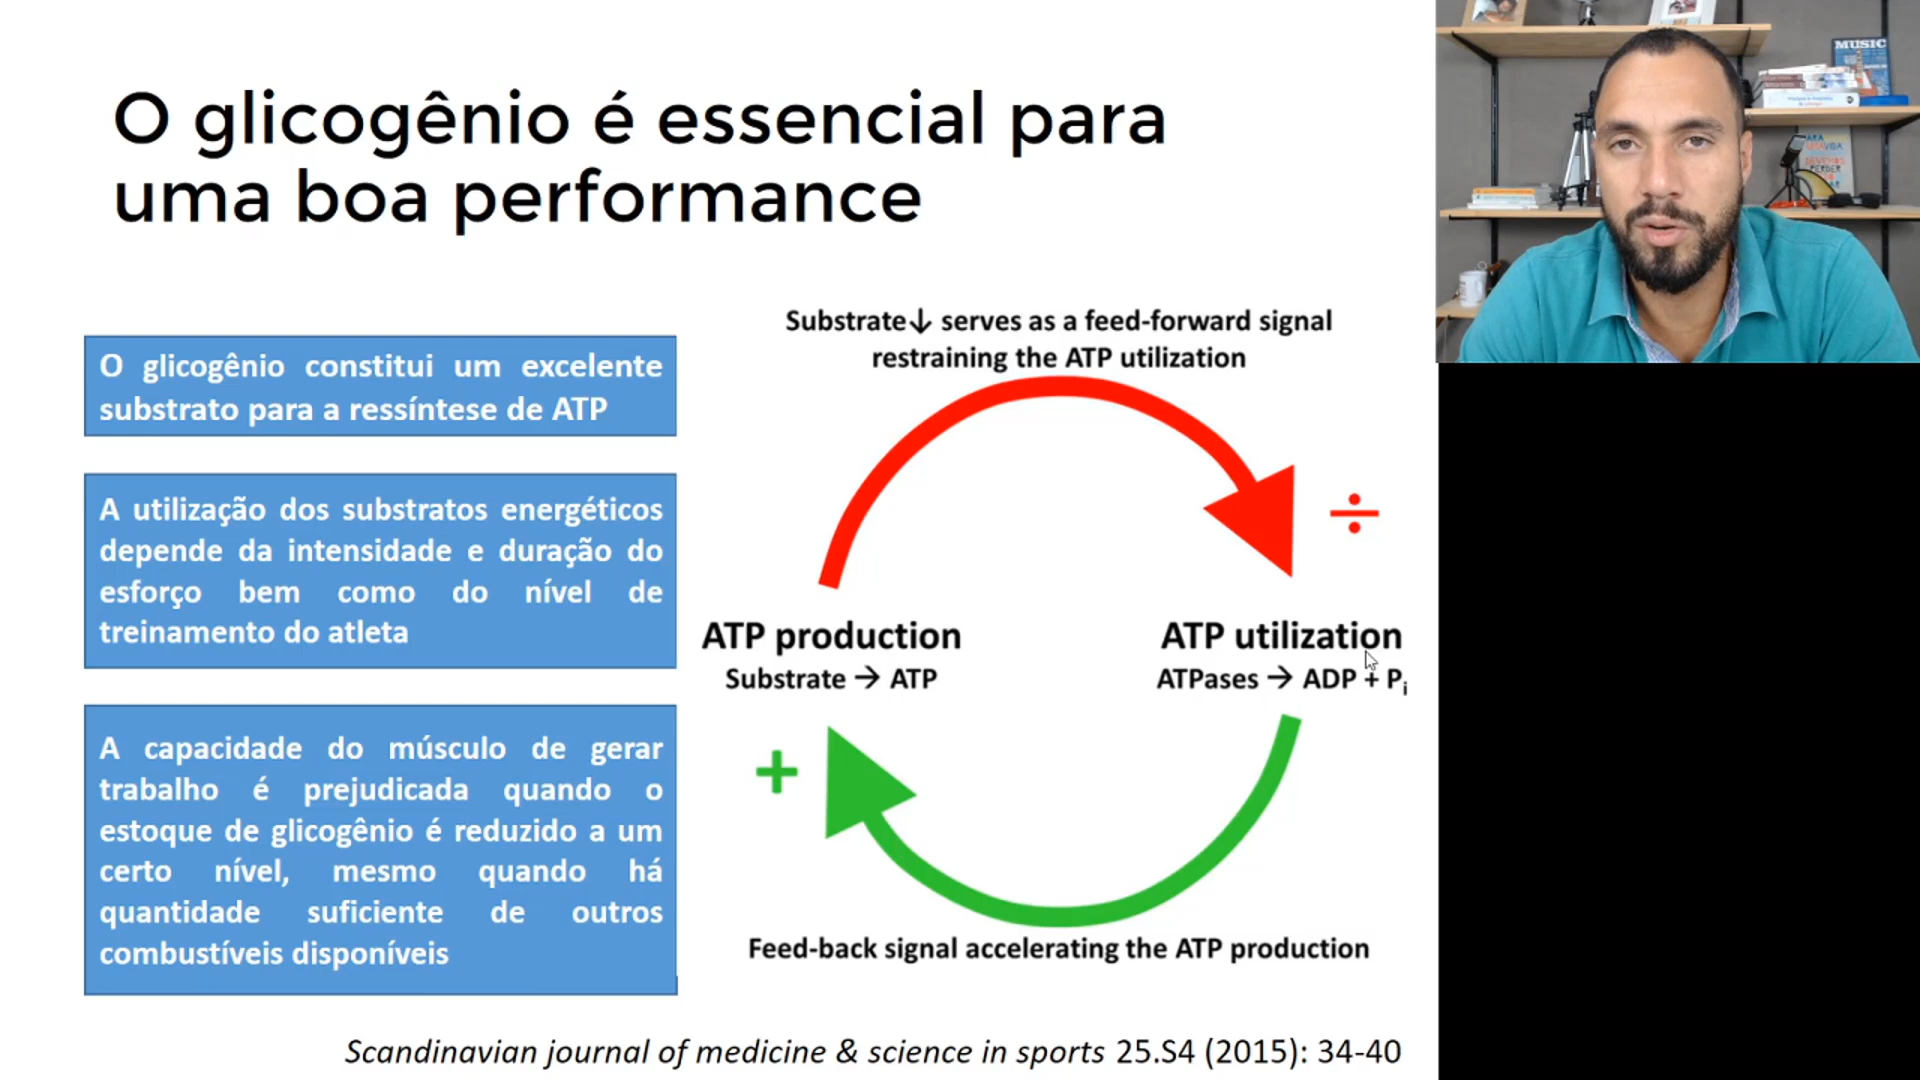 O glicogênio é essencial para
uma boa performance
O glicogênio constitui um excelente
substrato para a ressíntese de ATP
A utilização dos substratos energéticos
depende da intensidade e duração do
esforço bem como do nível de
treinamento do atleta
A capacidade do músculo de gerar
trabalho é prejudicada quando o
estoque de glicogênio é reduzido a um
certo nível, mesmo quando há
quantidade suficiente de outros
combustíveis disponíveis
Substrate↓ serves as a feed-forward signal
restraining the ATP utilization
÷
ATP production
Substrate → ATP
ATP utilization
ATPases → ADP + Pᵢ
+
Feed-back signal accelerating the ATP production
Scandinavian journal of medicine & science in sports 25.S4 (2015): 34-40
MUSIC
PERDER